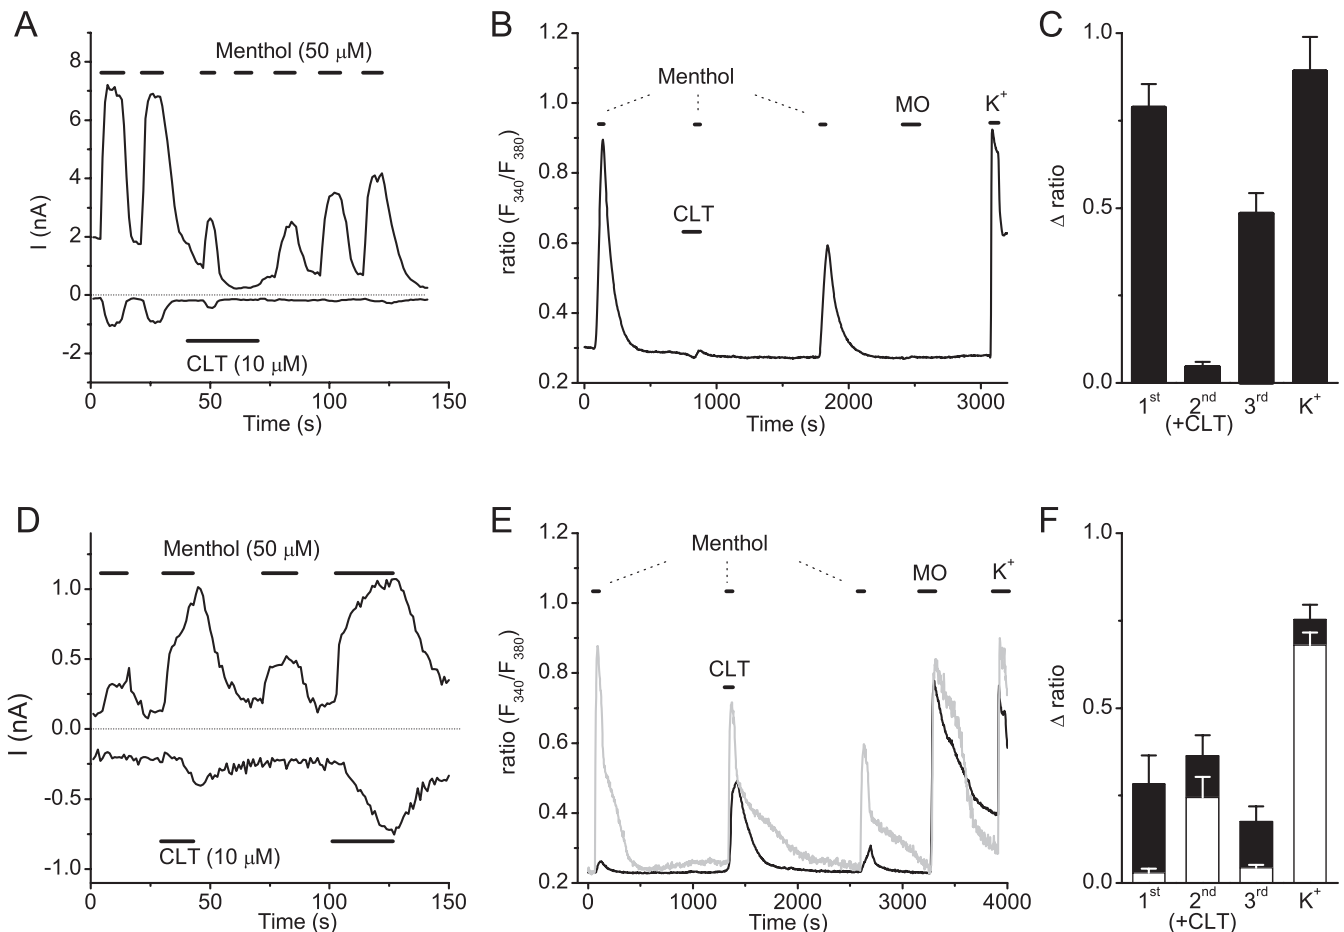 A
Menthol (50 μM)
8
6
4
2
0
-2
I (nA)
CLT (10 μM)
0
50
100
150
Time (s)
B
1.2
1.0
0.8
0.6
0.4
0.2
ratio (F340/F380)
Menthol
MO
K+
CLT
0
1000
2000
3000
Time (s)
C
1.0
0.5
0.0
Δ ratio
1st
2nd
3rd
K+
(+CLT)
D
Menthol (50 μM)
1.0
0.5
0.0
-0.5
-1.0
I (nA)
CLT (10 μM)
0
50
100
150
Time (s)
E
1.2
1.0
0.8
0.6
0.4
0.2
ratio (F340/F380)
Menthol
MO
K+
CLT
0
1000
2000
3000
4000
Time (s)
F
1.0
0.5
0.0
Δ ratio
1st
2nd
3rd
K+
(+CLT)